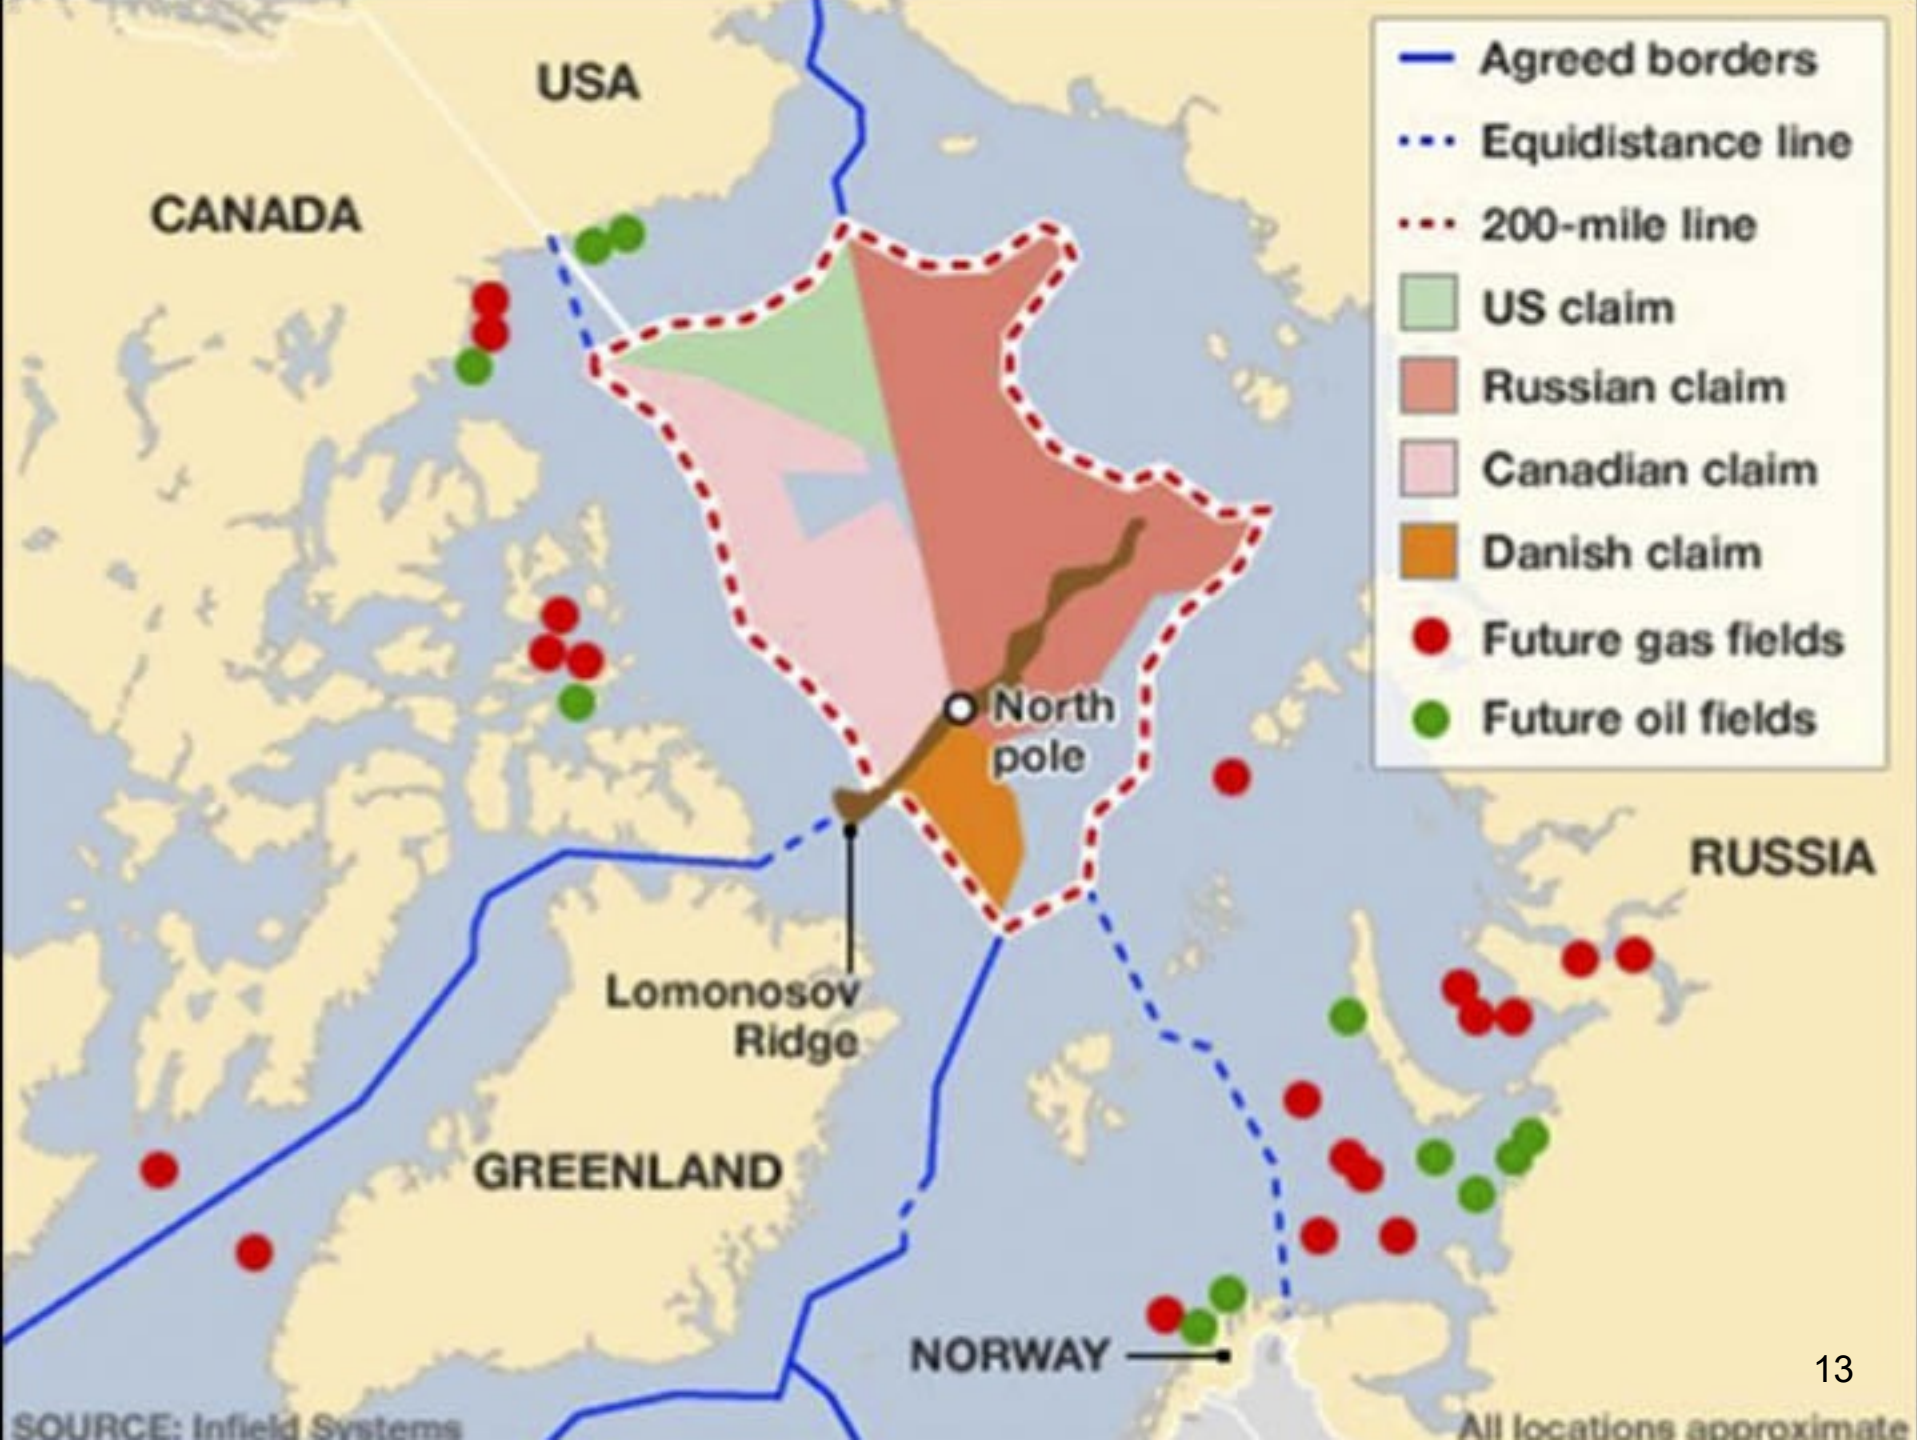 USA
CANADA
Agreed borders
Equidistance line
200-mile line
US claim
Russian claim
Canadian claim
Danish claim
Future gas fields
Future oil fields
North
pole
RUSSIA
Lomonosov
Ridge
GREENLAND
NORWAY
13
SOURCE: Infield Systems
All locations approximate